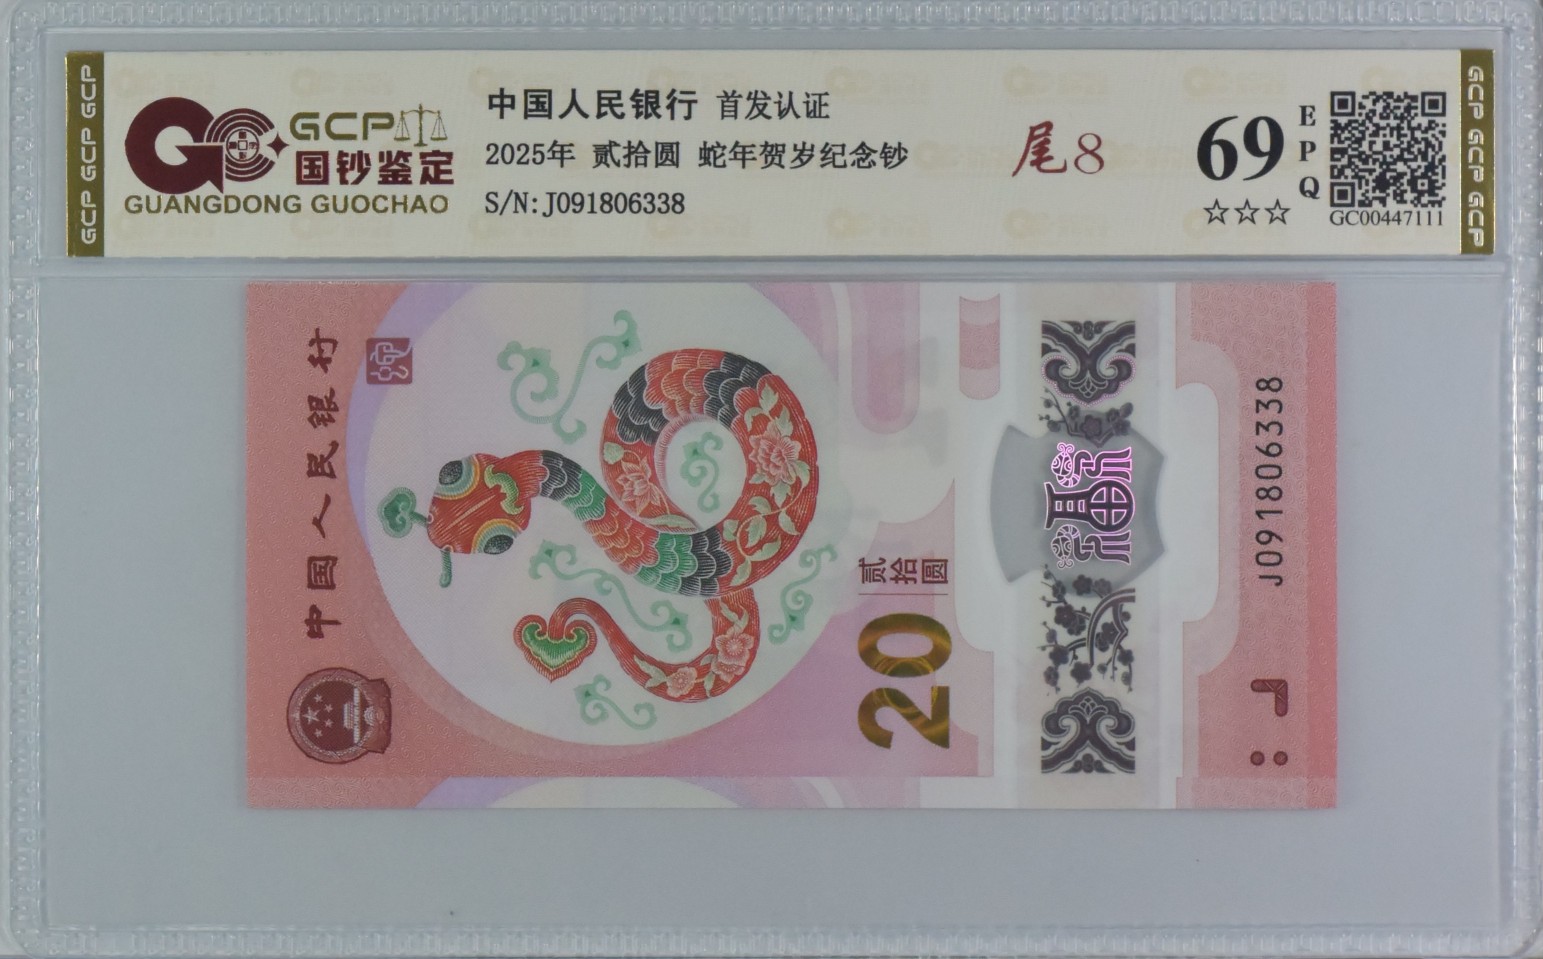 GCP GCP GCP
GCP
国钞鉴定
GUANGDONG GUOCHAO
中国人民银行 首发认证
2025年 贰拾圆 蛇年贺岁纪念钞
S/N:J091806338
尾8
69
EPQ
☆☆☆
GC00447111
GCP GCP GCP
中国人民银行
贰拾圆
20
J091806338